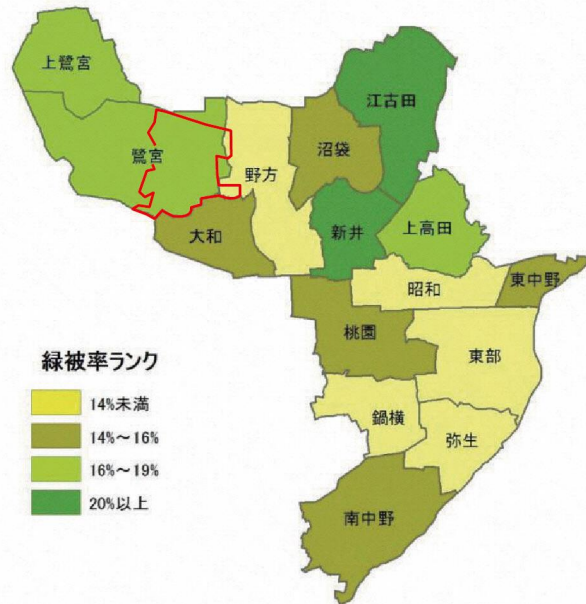 上鷺宮
江古田
鷺宮
野方
沼袋
大和
新井
上高田
昭和
東中野
桃園
東部
鍋横
弥生
南中野
緑被率ランク
14%未満
14%～16%
16%～19%
20%以上